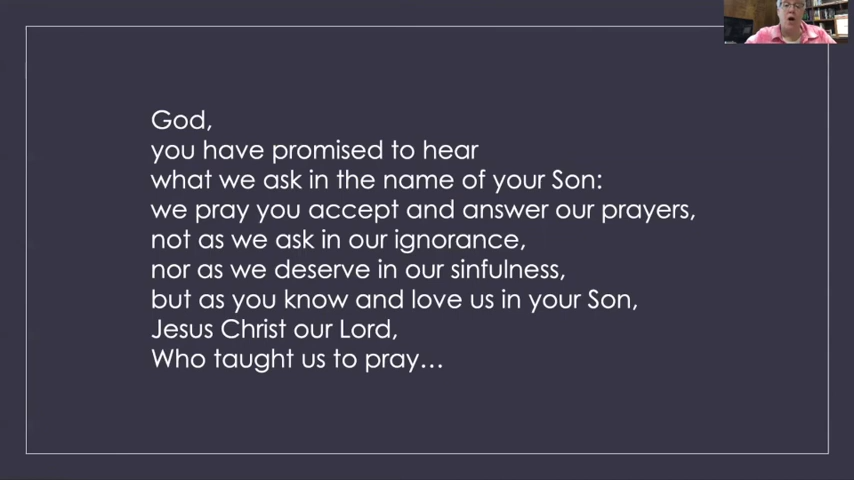 God,
you have promised to hear
what we ask in the name of your Son:
we pray you accept and answer our prayers,
not as we ask in our ignorance,
nor as we deserve in our sinfulness,
but as you know and love us in your Son,
Jesus Christ our Lord,
Who taught us to pray…